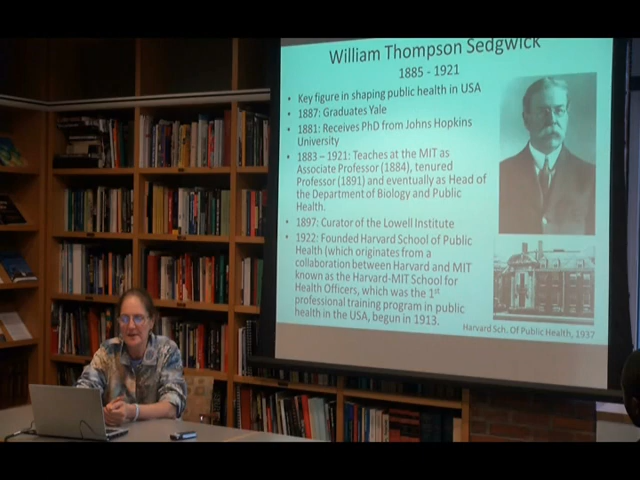 William Thompson Sedgwick
1885 - 1921
• Key figure in shaping public health in USA
• 1887: Graduates Yale
• 1881: Receives PhD from Johns Hopkins
University
• 1883 – 1921: Teaches at the MIT as
Associate Professor (1884), tenured
Professor (1891) and eventually as Head of
the Department of Biology and Public
Health.
• 1897: Curator of the Lowell Institute
• 1922: Founded Harvard School of Public
Health (which originates from a
collaboration between Harvard and MIT
known as the Harvard-MIT School for
Health Officers, which was the 1st
professional training program in public
health in the USA, begun in 1913.
Harvard Sch. Of Public Health, 1937